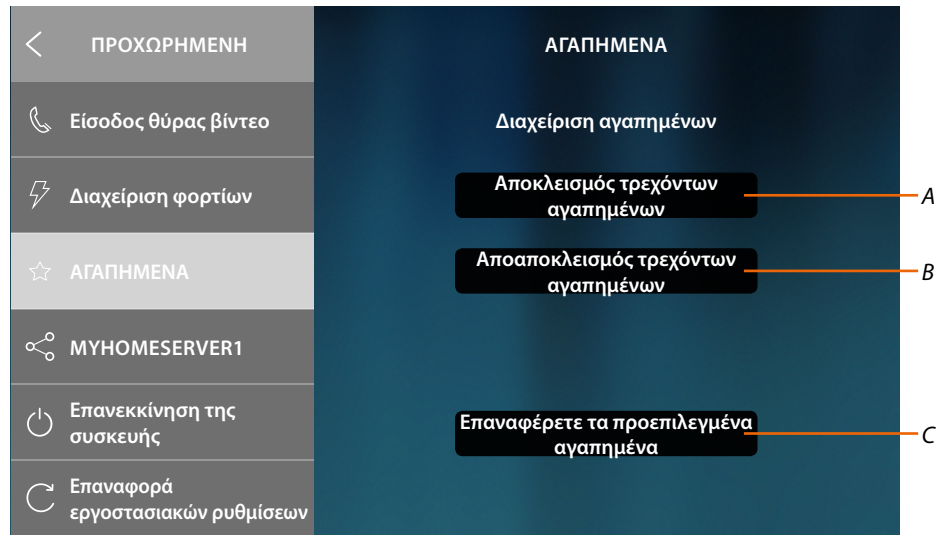 ΠΡΟΧΩΡΗΜΕΝΗ
Είσοδος θύρας βίντεο
Διαχείριση φορτίων
ΑΓΑΠΗΜΕΝΑ
MYHOMESERVER1
Επανεκκίνηση της
συσκευής
Επαναφορά
εργοστασιακών ρυθμίσεων
ΑΓΑΠΗΜΕΝΑ
Διαχείριση αγαπημένων
Αποκλεισμός τρεχόντων
αγαπημένων
A
Αποαποκλεισμός τρεχόντων
αγαπημένων
B
Επαναφέρετε τα προεπιλεγμένα
αγαπημένα
C